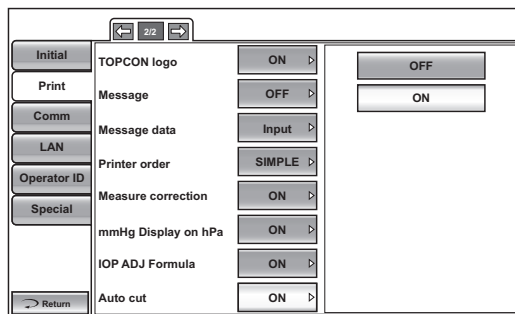 2/2
Initial
Print
Comm
LAN
Operator ID
Special
Return
TOPCON logo ON
Message OFF
Message data Input
Printer order SIMPLE
Measure correction ON
mmHg Display on hPa ON
IOP ADJ Formula ON
Auto cut ON
OFF
ON